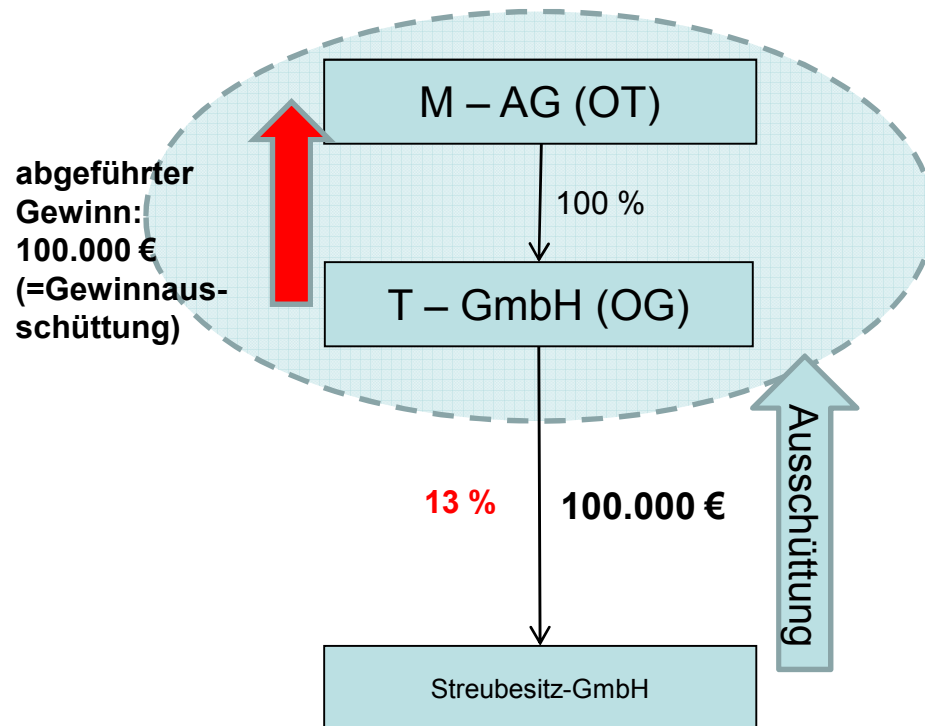 M – AG (OT)
abgeführter
Gewinn:
100.000 €
(=Gewinnaus-
schüttung)
100 %
T – GmbH (OG)
13 %
100.000 €
Ausschüttung
Streubesitz-GmbH